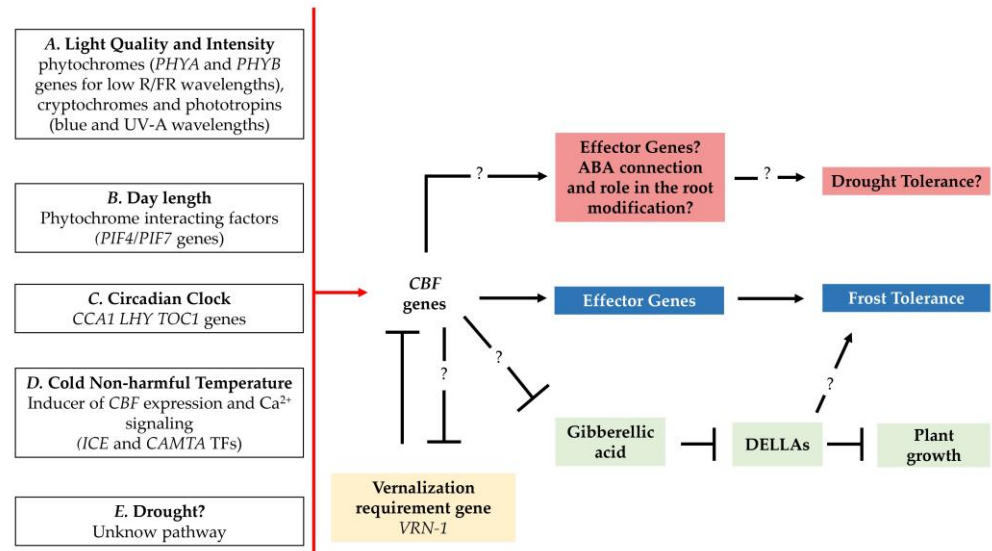 A. Light Quality and Intensity
phytochromes (PHYA and PHYB
genes for low R/FR wavelengths),
cryptochromes and phototropins
(blue and UV-A wavelengths)
B. Day length
Phytochrome interacting factors
(PIF4/PIF7 genes)
C. Circadian Clock
CCA1 LHY TOC1 genes
D. Cold Non-harmful Temperature
Inducer of CBF expression and Ca²⁺
signaling
(ICE and CAMTA TFs)
E. Drought?
Unknow pathway
CBF
genes
?
Effector Genes?
ABA connection
and role in the root
modification?
?
Drought Tolerance?
Effector Genes
Frost Tolerance
?
?
?
Gibberellic
acid
DELLAs
Plant
growth
Vernalization
requirement gene
VRN-1